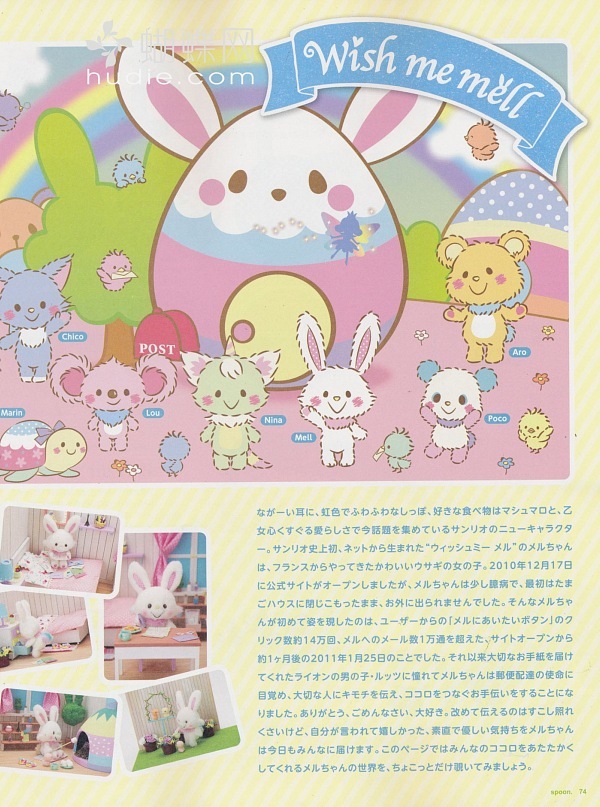 蝴蝶网
hudie.com
Wish me mell
Chico
POST
Aro
Marin
Lou
Nina
Mell
Poco
ながーい耳に、虹色でふわふわなしっぽ、好きな食べ物はマシュマロと、乙
女心くすぐる愛らしさで今話題を集めているサンリオのニューキャラクタ
ー。サンリオ史上初、ネットから生まれた“ウィッシュミー メル”のメルちゃん
は、フランスからやってきたかわいいウサギの女の子。2010年12月17日
に公式サイトがオープンしましたが、メルちゃんは少し臆病で、最初はたま
ごハウスに閉じこもったまま、お外に出られませんでした。そんなメルちゃ
んが初めて姿を現したのは、ユーザーからの「メルにあいたいボタン」のク
リック数約14万回、メルへのメール数1万通を超えた、サイトオープンから
約1ヶ月後の2011年1月25日のことでした。それ以来大切なお手紙を届け
てくれたライオンの男の子・ルッツに憧れてメルちゃんは郵便配達の使命に
目覚め、大切な人にキモチを伝え、ココロをつなぐお手伝いをすることにな
りました。ありがとう、ごめんなさい、大好き。改めて伝えるのはすこし照れ
くさいけど、自分が言われて嬉しかった、素直で優しい気持ちをメルちゃん
は今日もみんなに届けます。このページではみんなのココロをあたたかく
してくれるメルちゃんの世界を、ちょこっとだけ覗いてみましょう。
spoon. 74